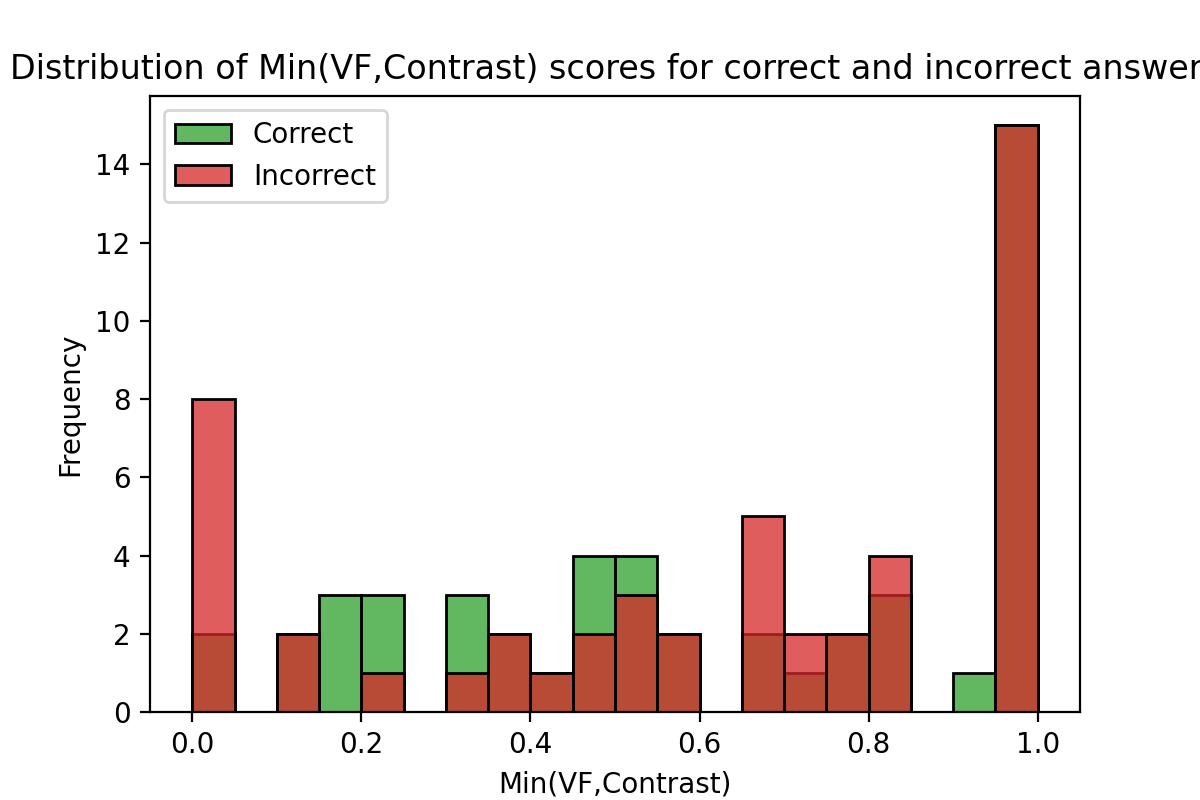 Distribution of Min(VF,Contrast) scores for correct and incorrect answer
Correct
Incorrect
Frequency
14
12
10
8
6
4
2
0
0.0 0.2 0.4 0.6 0.8 1.0
Min(VF,Contrast)